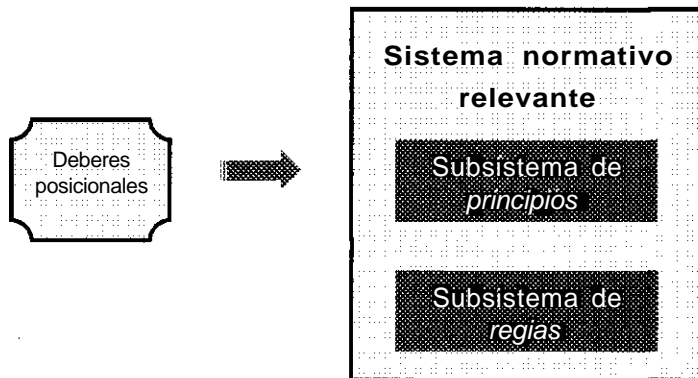 Deberes
posicionales
Sistema normativo
relevante
Subsistema de
principios
Subsistema de
regias